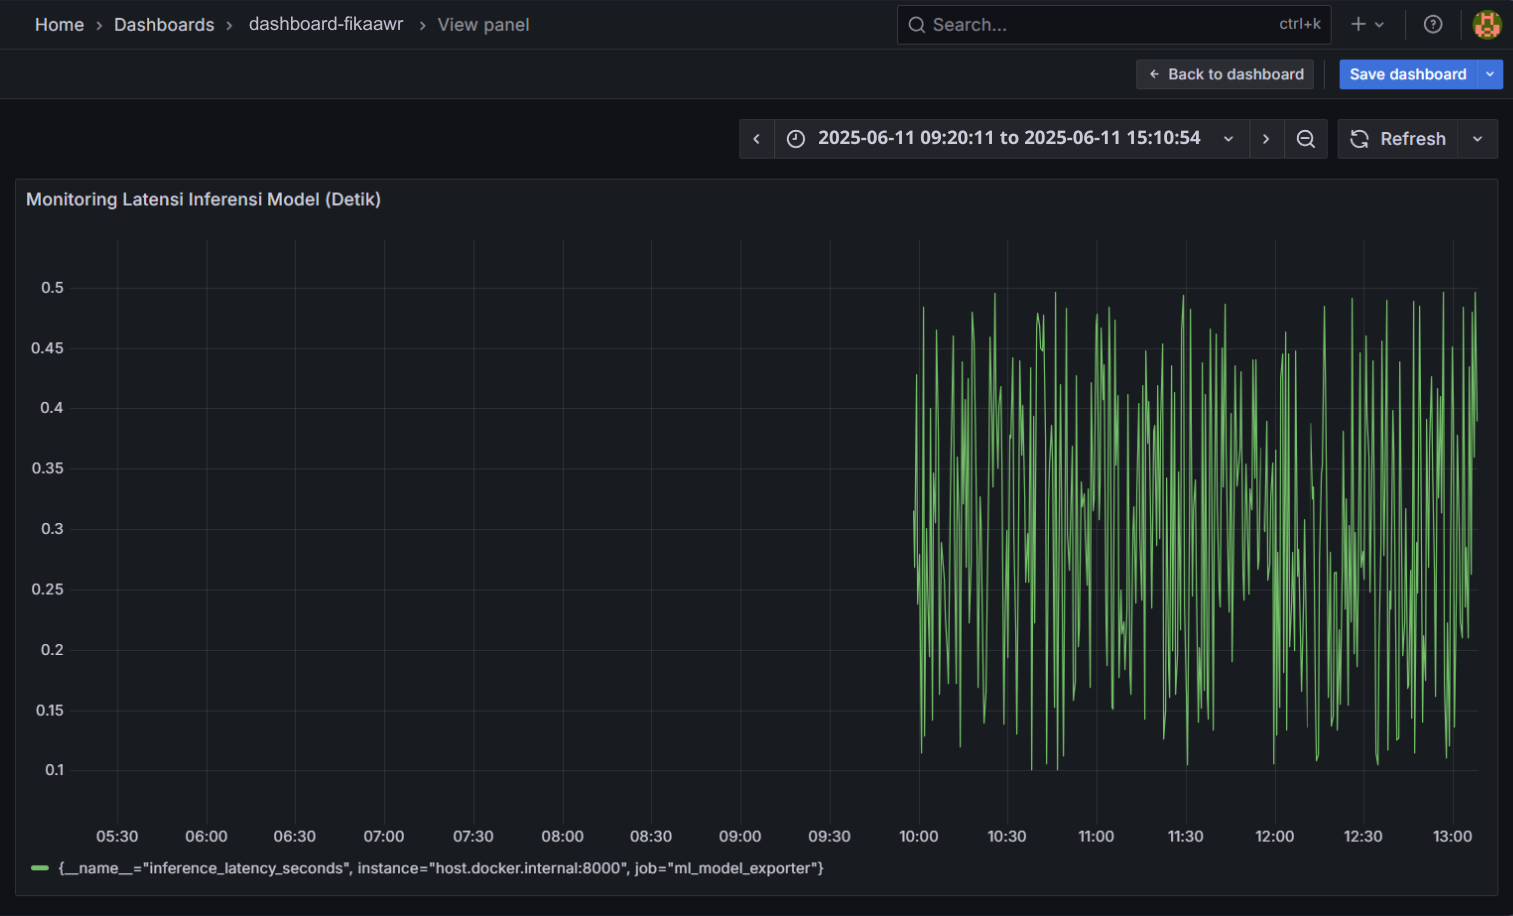 Home > Dashboards > dashboard-fikaawr > View panel
Search... ctrl+k
Back to dashboard
Save dashboard
2025-06-11 09:20:11 to 2025-06-11 15:10:54
Refresh
Monitoring Latensi Inferensi Model (Detik)
0.5
0.45
0.4
0.35
0.3
0.25
0.2
0.15
0.1
05:30 06:00 06:30 07:00 07:30 08:00 08:30 09:00 09:30 10:00 10:30 11:00 11:30 12:00 12:30 13:00
{__name__="inference_latency_seconds", instance="host.docker.internal:8000", job="ml_model_exporter"}